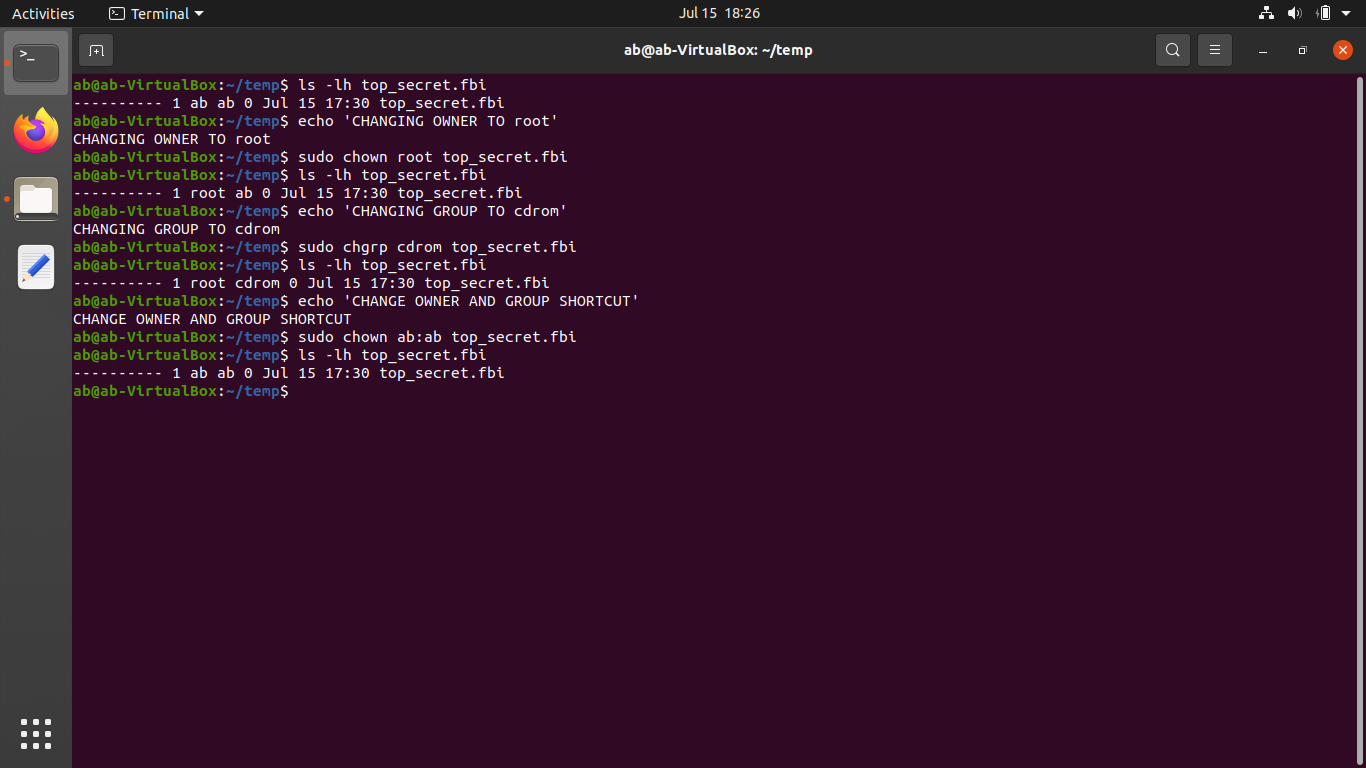 Activities
Terminal
Jul 15 18:26
ab@ab-VirtualBox: ~/temp
ab@ab-VirtualBox:~/temp$ ls -lh top_secret.fbi
---------- 1 ab ab 0 Jul 15 17:30 top_secret.fbi
ab@ab-VirtualBox:~/temp$ echo 'CHANGING OWNER TO root'
CHANGING OWNER TO root
ab@ab-VirtualBox:~/temp$ sudo chown root top_secret.fbi
ab@ab-VirtualBox:~/temp$ ls -lh top_secret.fbi
---------- 1 root ab 0 Jul 15 17:30 top_secret.fbi
ab@ab-VirtualBox:~/temp$ echo 'CHANGING GROUP TO cdrom'
CHANGING GROUP TO cdrom
ab@ab-VirtualBox:~/temp$ sudo chgrp cdrom top_secret.fbi
ab@ab-VirtualBox:~/temp$ ls -lh top_secret.fbi
---------- 1 root cdrom 0 Jul 15 17:30 top_secret.fbi
ab@ab-VirtualBox:~/temp$ echo 'CHANGE OWNER AND GROUP SHORTCUT'
CHANGE OWNER AND GROUP SHORTCUT
ab@ab-VirtualBox:~/temp$ sudo chown ab:ab top_secret.fbi
ab@ab-VirtualBox:~/temp$ ls -lh top_secret.fbi
---------- 1 ab ab 0 Jul 15 17:30 top_secret.fbi
ab@ab-VirtualBox:~/temp$